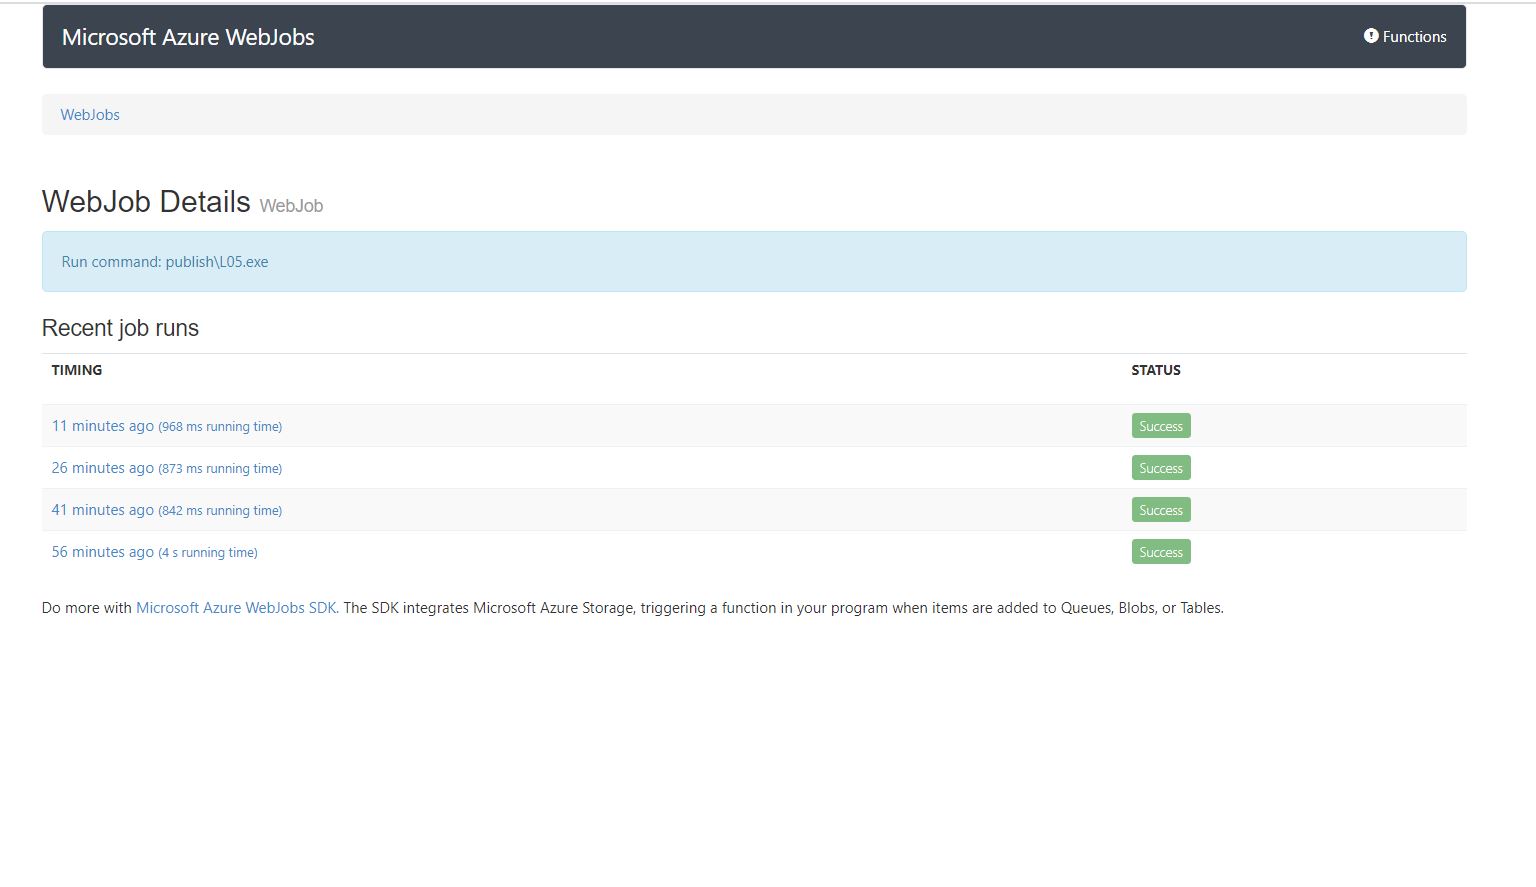 Microsoft Azure WebJobs
Functions
WebJobs
WebJob Details WebJob
Run command: publish\L05.exe
Recent job runs
TIMING STATUS
11 minutes ago (968 ms running time) Success
26 minutes ago (873 ms running time) Success
41 minutes ago (842 ms running time) Success
56 minutes ago (4 s running time) Success
Do more with Microsoft Azure WebJobs SDK. The SDK integrates Microsoft Azure Storage, triggering a function in your program when items are added to Queues, Blobs, or Tables.